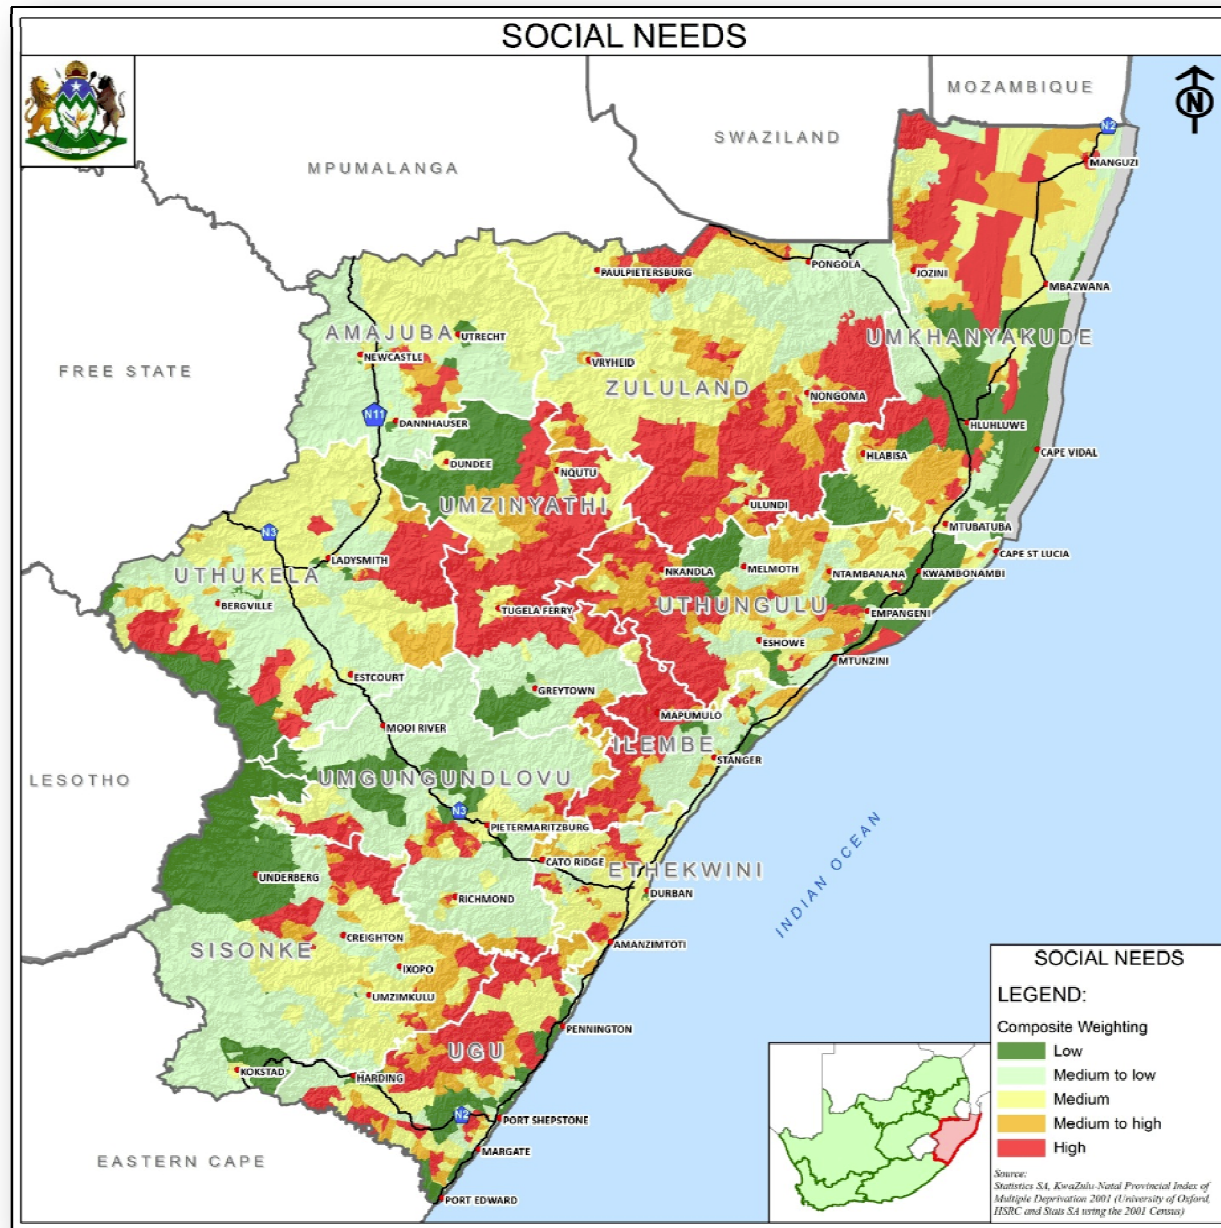 SOCIAL NEEDS
MOZAMBIQUE
N
N2
SWAZILAND
MANGUZI
MPUMALANGA
PONGOLA
PAULPIETERSBURG
JOZINI
MBAZWANA
AMAJUBA
UTRECHT
UMKHANYAKUDE
NEWCASTLE
VRYHEID
FREE STATE
ZULULAND
NONGOMA
N11
DANNHAUSER
HLUHLUWE
CAPE VIDAL
HLABISA
DUNDEE
NQUTU
UMZINYATHI
ULUNDI
MTUBATUBA
N3
CAPE ST LUCIA
LADYSMITH
UTHUKELA
NKANDLA
MELMOTH
NTAMBANANA
KWAMBONAMBI
BERGVILLE
TUGELA FERRY
UTHUNGULU
EMPANGENI
ESHOWE
MTUNZINI
ESTCOURT
GREYTOWN
MAPUMULO
MOOI RIVER
ILEMBE
STANGER
LESOTHO
UMGUNGUNDLOVU
N3
PIETERMARITZBURG
CATO RIDGE
ETHEKWINI
INDIAN OCEAN
UNDERBERG
DURBAN
RICHMOND
CREIGHTON
AMANZIMTOTI
SISONKE
IXOPO
UMZIMKULU
PENNINGTON
UGU
KOKSTAD
HARDING
N2
PORT SHEPSTONE
MARGATE
EASTERN CAPE
PORT EDWARD
SOCIAL NEEDS
LEGEND:
Composite Weighting
Low
Medium to low
Medium
Medium to high
High
Source:
Statistics SA, KwaZulu-Natal Provincial Index of
Multiple Deprivation 2001 (University of Oxford,
HSRC and Stats SA using the 2001 Census)